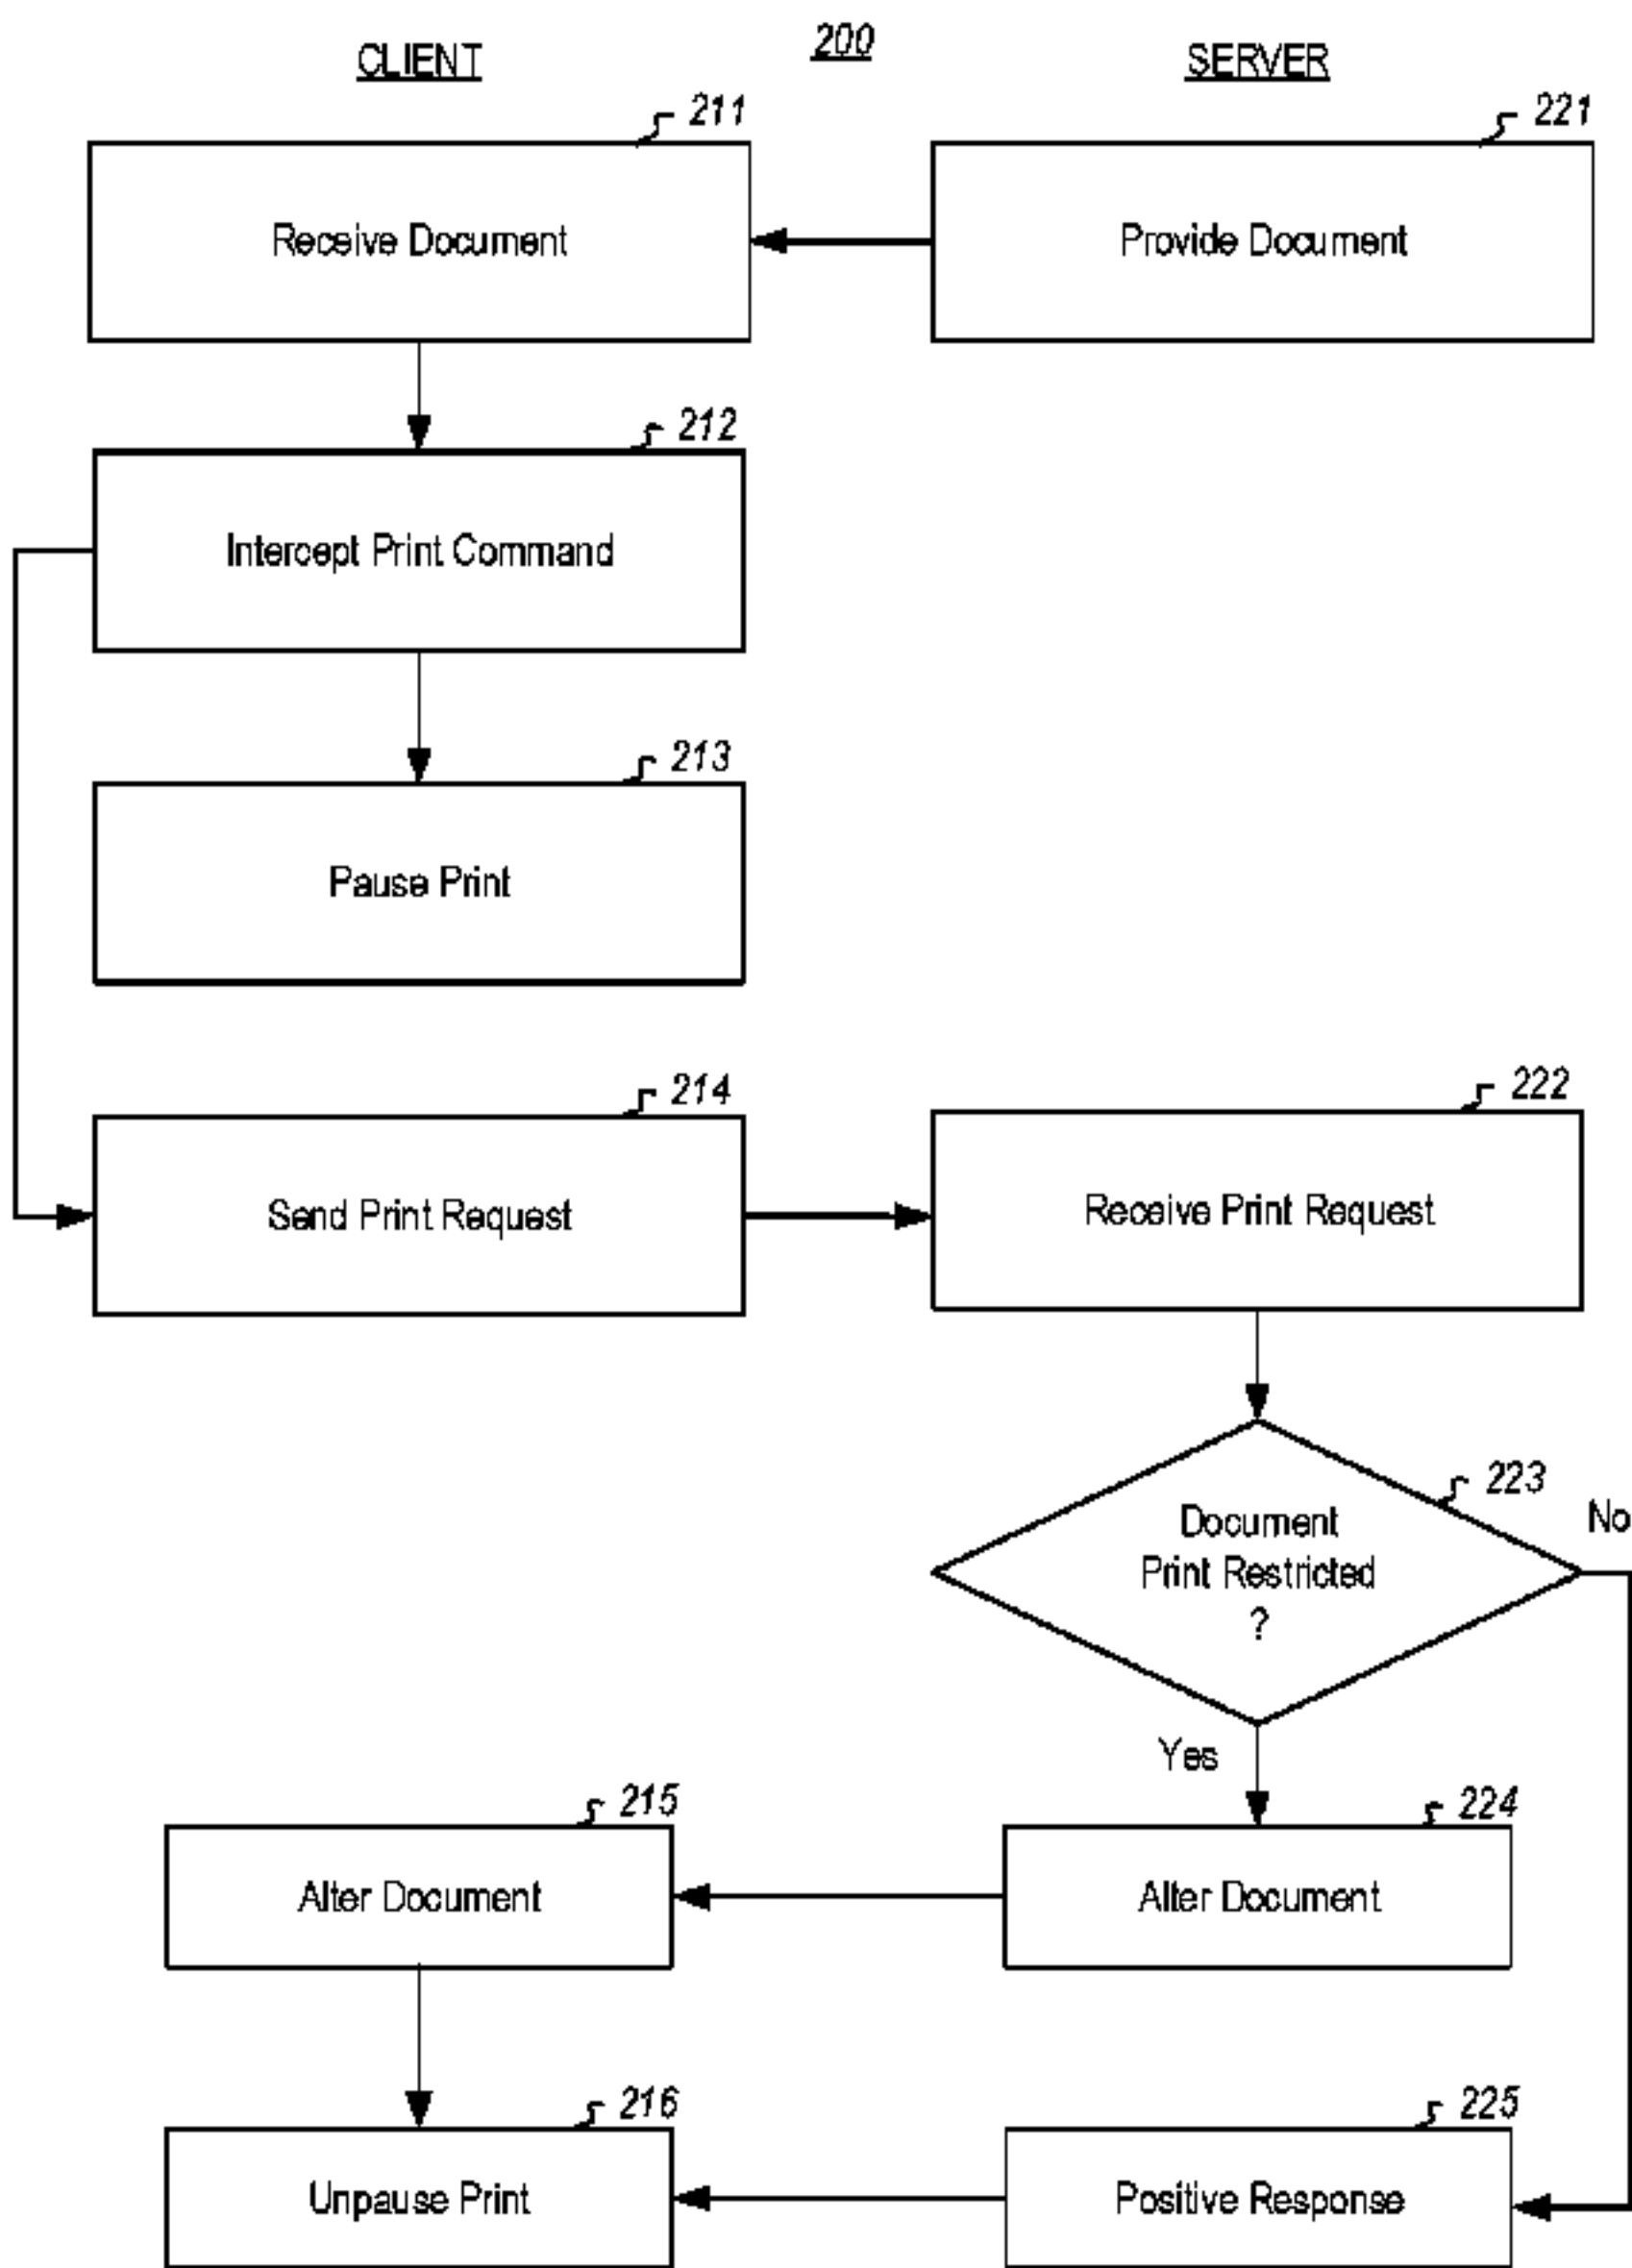 200
CLIENT
SERVER
211
221
Receive Document
Provide Document
212
Intercept Print Command
213
Pause Print
214
222
Send Print Request
Receive Print Request
223
No
Document
Print Restricted
?
Yes
215
224
Alter Document
Alter Document
216
225
Unpause Print
Positive Response